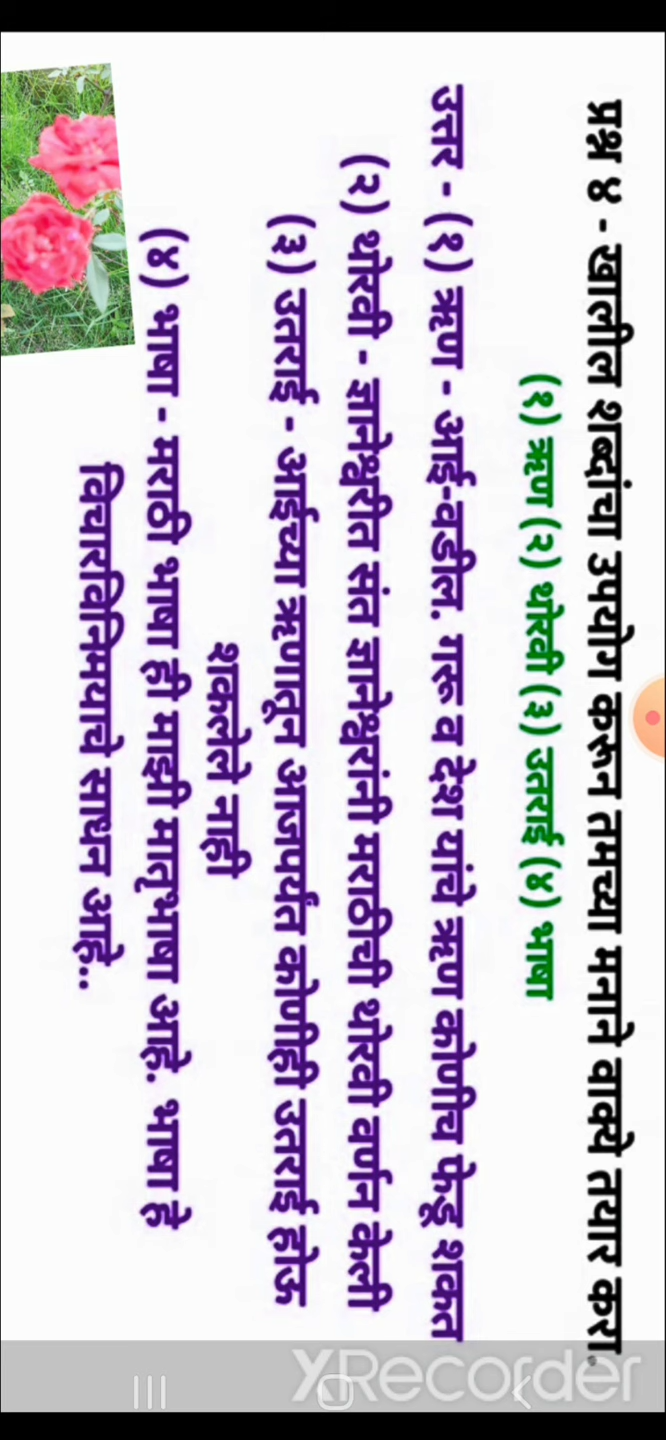 प्रश्न ४ - खालील शब्दांचा उपयोग करून तमच्या मनाने वाक्ये तयार करा.
(१) ऋण (२) थोरवी (३) उतराई (४) भाषा
उत्तर - (१) ऋण - आई-वडील. गरू व देश यांचे ऋण कोणीच फेडू शकत
(२) थोरवी - ज्ञानेश्वरीत संत ज्ञानेश्वरांनी मराठीची थोरवी वर्णन केली
(३) उतराई - आईच्या ऋणातून आजपर्यंत कोणीही उतराई होऊ
शकलेले नाही
(४) भाषा - मराठी भाषा ही माझी मातृभाषा आहे. भाषा हे
विचारविनिमयाचे साधन आहे..
XRecorder